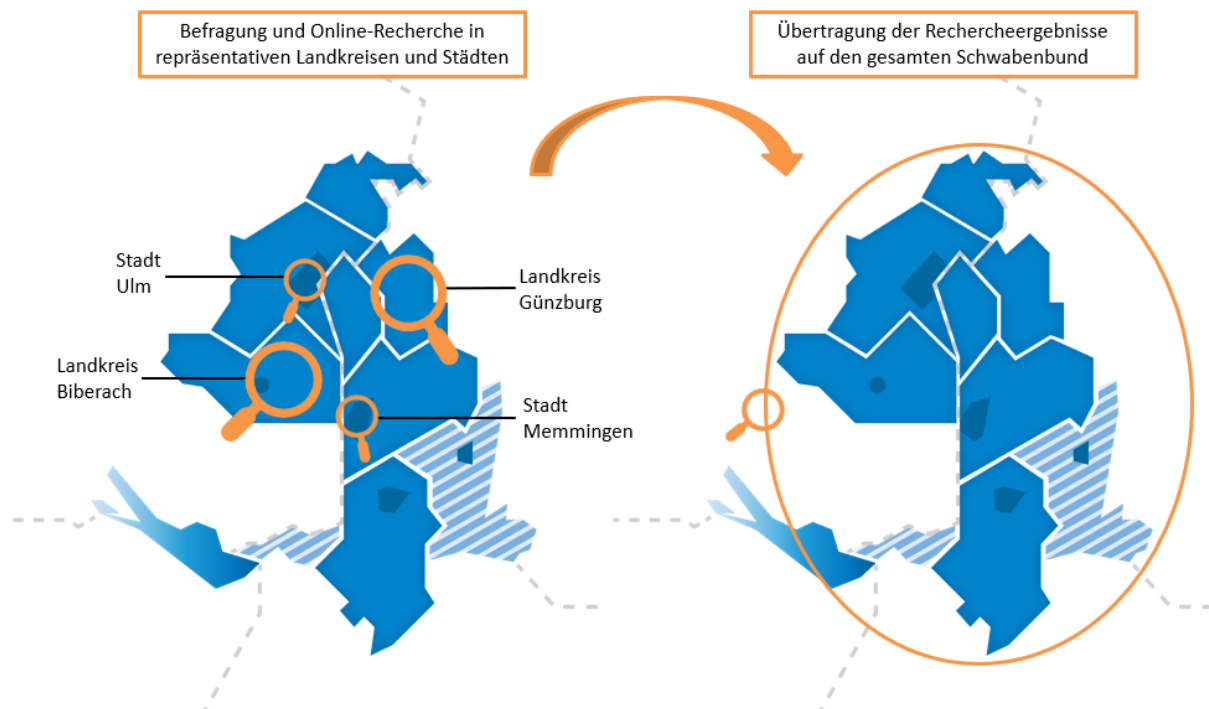 Befragung und Online-Recherche in
repräsentativen Landkreisen und Städten
Übertragung der Rechercheergebnisse
auf den gesamten Schwabenbund
Stadt
Ulm
Landkreis
Günzburg
Landkreis
Biberach
Stadt
Memmingen